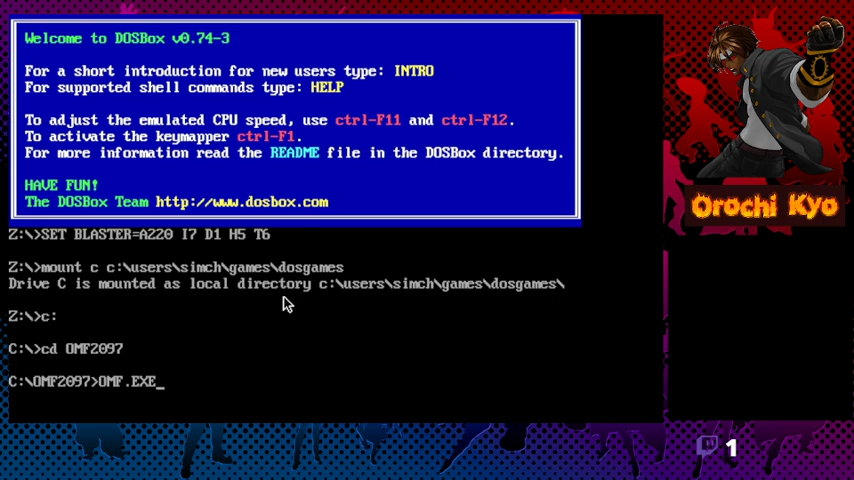 Welcome to DOSBox v0.74-3
For a short introduction for new users type: INTRO
For supported shell commands type: HELP
To adjust the emulated CPU speed, use ctrl-F11 and ctrl-F12.
To activate the keymapper ctrl-F1.
For more information read the README file in the DOSBox directory.
HAVE FUN!
The DOSBox Team http://www.dosbox.com
Z:\>SET BLASTER=A220 I7 D1 H5 T6
Z:\>mount c c:\users\simch\games\dosgames
Drive C is mounted as local directory c:\users\simch\games\dosgames\
Z:\>c:
C:\>cd OMF2097
C:\OMF2097>OMF.EXE_
Orochi Kyo
1